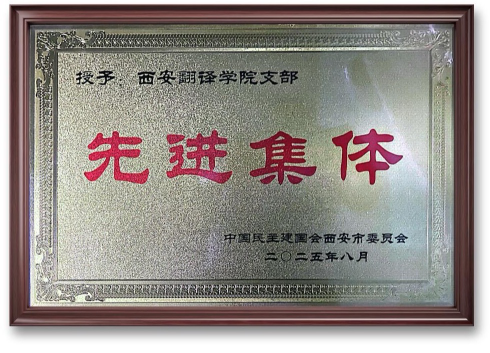 授予：西安翻译学院支部
先进集体
中国民主建国会西安市委员会
二〇二五年八月